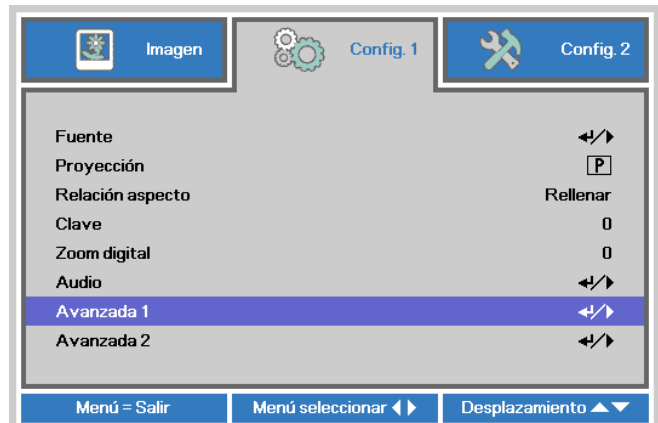 Imagen Config. 1 Config. 2
Fuente
Proyección P
Relación aspecto Rellenar
Clave 0
Zoom digital 0
Audio
Avanzada 1
Avanzada 2
Menú = Salir Menú seleccionar Desplazamiento